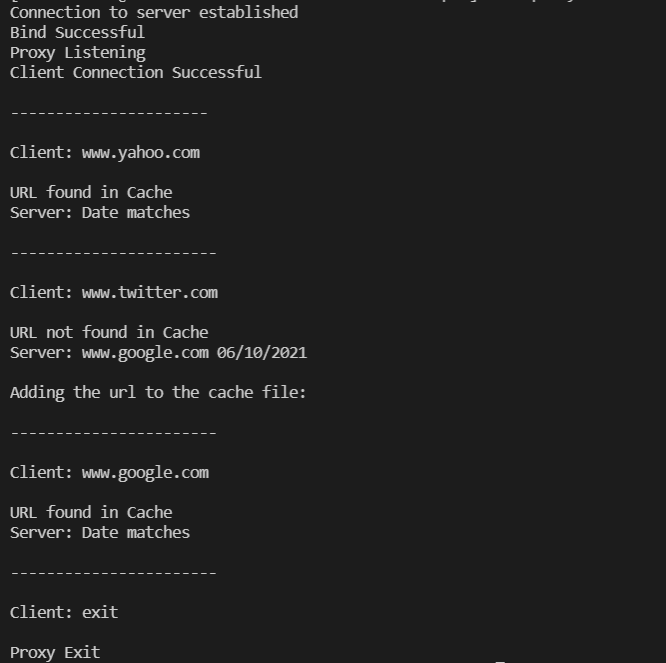 Connection to server established
Bind Successful
Proxy Listening
Client Connection Successful
----------------------
Client: www.yahoo.com
URL found in Cache
Server: Date matches
-----------------------
Client: www.twitter.com
URL not found in Cache
Server: www.google.com 06/10/2021
Adding the url to the cache file:
-----------------------
Client: www.google.com
URL found in Cache
Server: Date matches
-----------------------
Client: exit
Proxy Exit